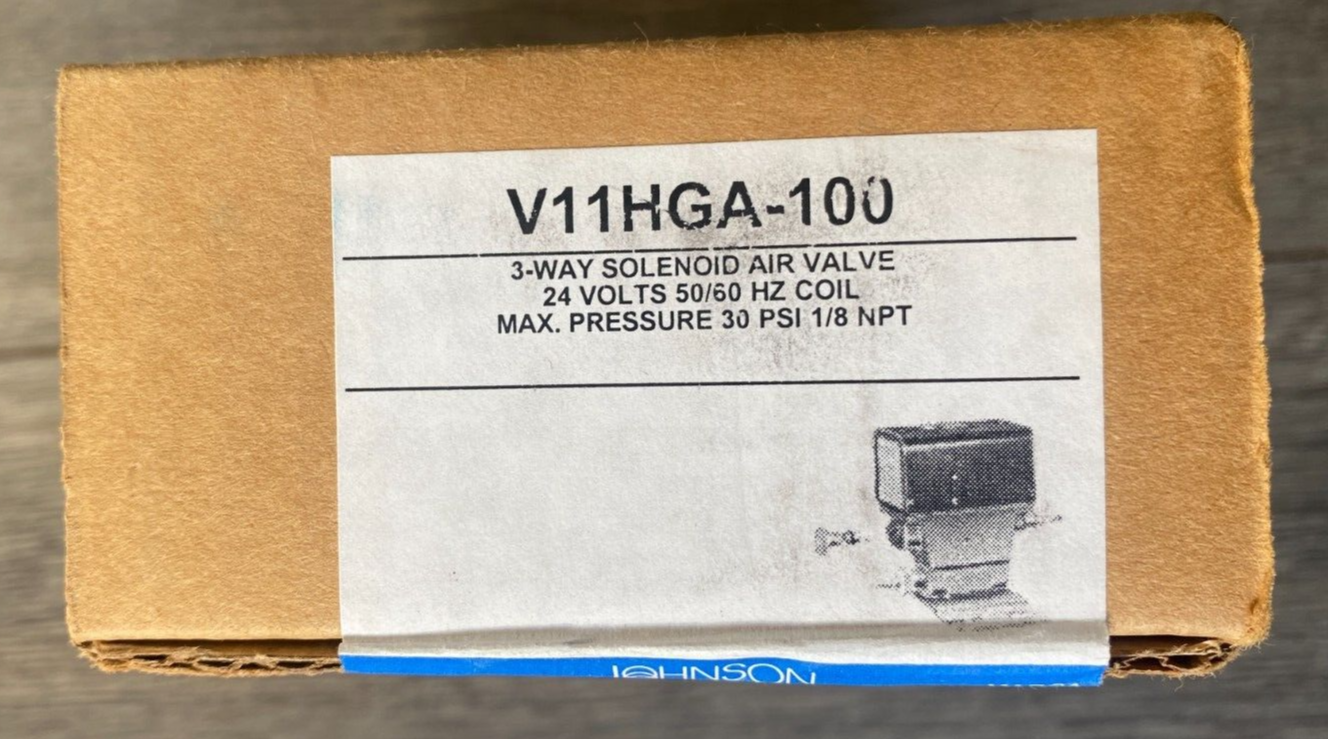 V11HGA-100
3-WAY SOLENOID AIR VALVE
24 VOLTS 50/60 HZ COIL
MAX. PRESSURE 30 PSI 1/8 NPT
JOHNSON